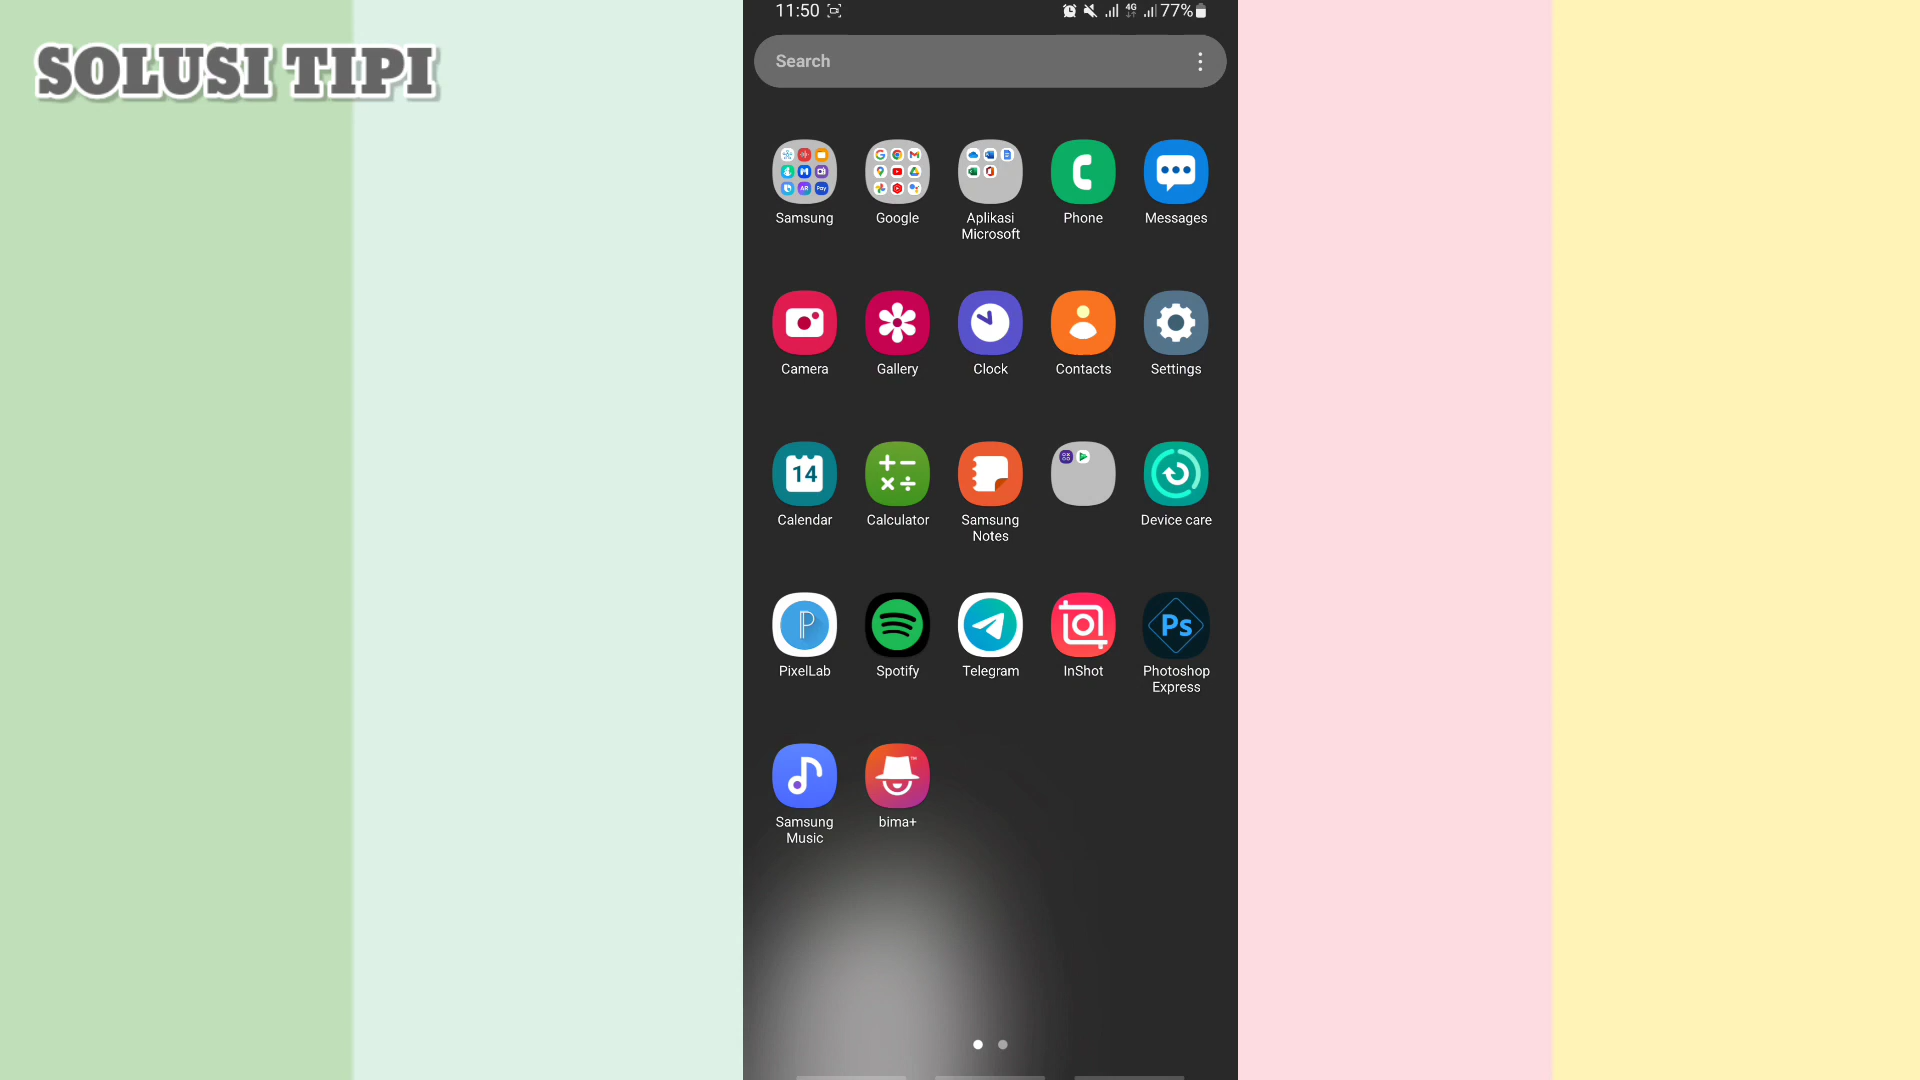 SOLUSI TIPI
11:50
4G
77%
Search
Samsung
Google
Aplikasi
Microsoft
Phone
Messages
Camera
Gallery
Clock
Contacts
Settings
14
Calendar
Calculator
Samsung
Notes
Device care
PixelLab
Spotify
Telegram
InShot
Ps
Photoshop
Express
Samsung
Music
bima+